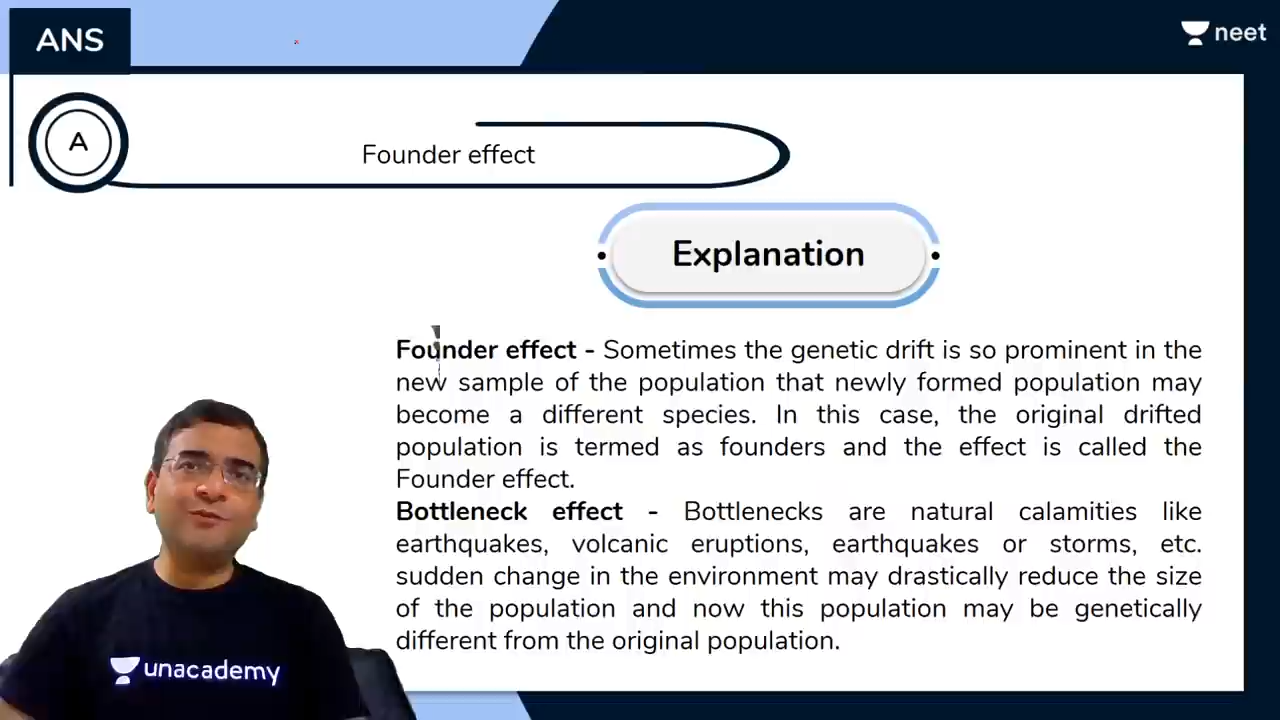 ANS
neet
A
Founder effect
Explanation
Founder effect - Sometimes the genetic drift is so prominent in the
new sample of the population that newly formed population may
become a different species. In this case, the original drifted
population is termed as founders and the effect is called the
Founder effect.
Bottleneck effect - Bottlenecks are natural calamities like
earthquakes, volcanic eruptions, earthquakes or storms, etc.
sudden change in the environment may drastically reduce the size
of the population and now this population may be genetically
different from the original population.
unacademy